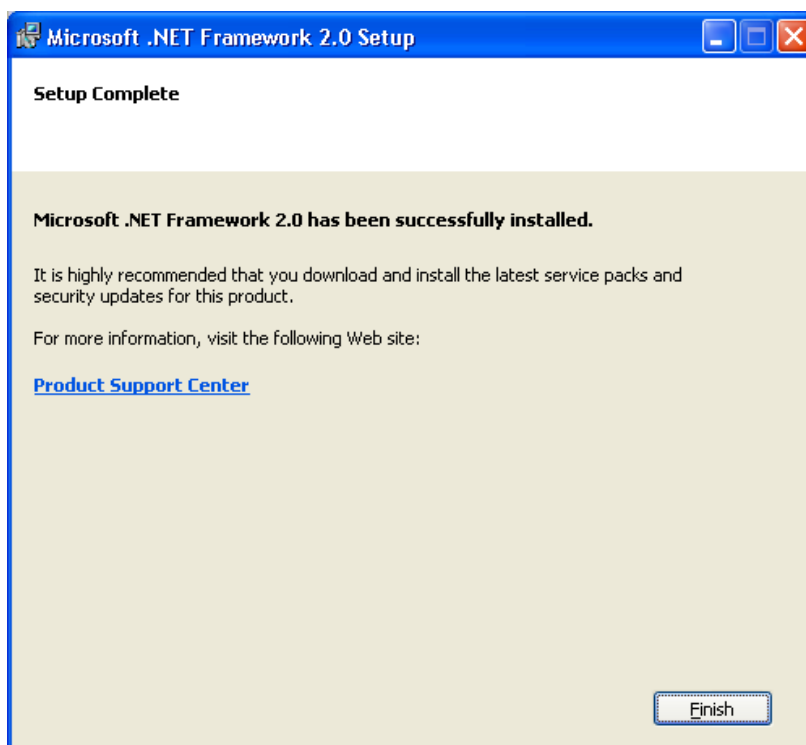 Microsoft .NET Framework 2.0 Setup
Setup Complete
Microsoft .NET Framework 2.0 has been successfully installed.
It is highly recommended that you download and install the latest service packs and
security updates for this product.
For more information, visit the following Web site:
Product Support Center
Finish